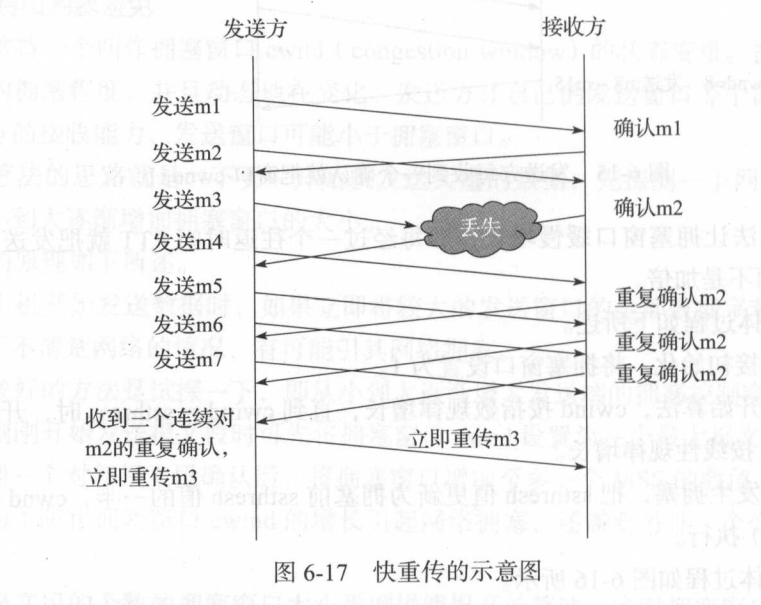 发送方
接收方
发送m1
确认m1
发送m2
发送m3
确认m2
丢失
发送m4
发送m5
重复确认m2
发送m6
重复确认m2
发送m7
重复确认m2
收到三个连续对
m2的重复确认,
立即重传m3
立即重传m3
图 6-17 快重传的示意图